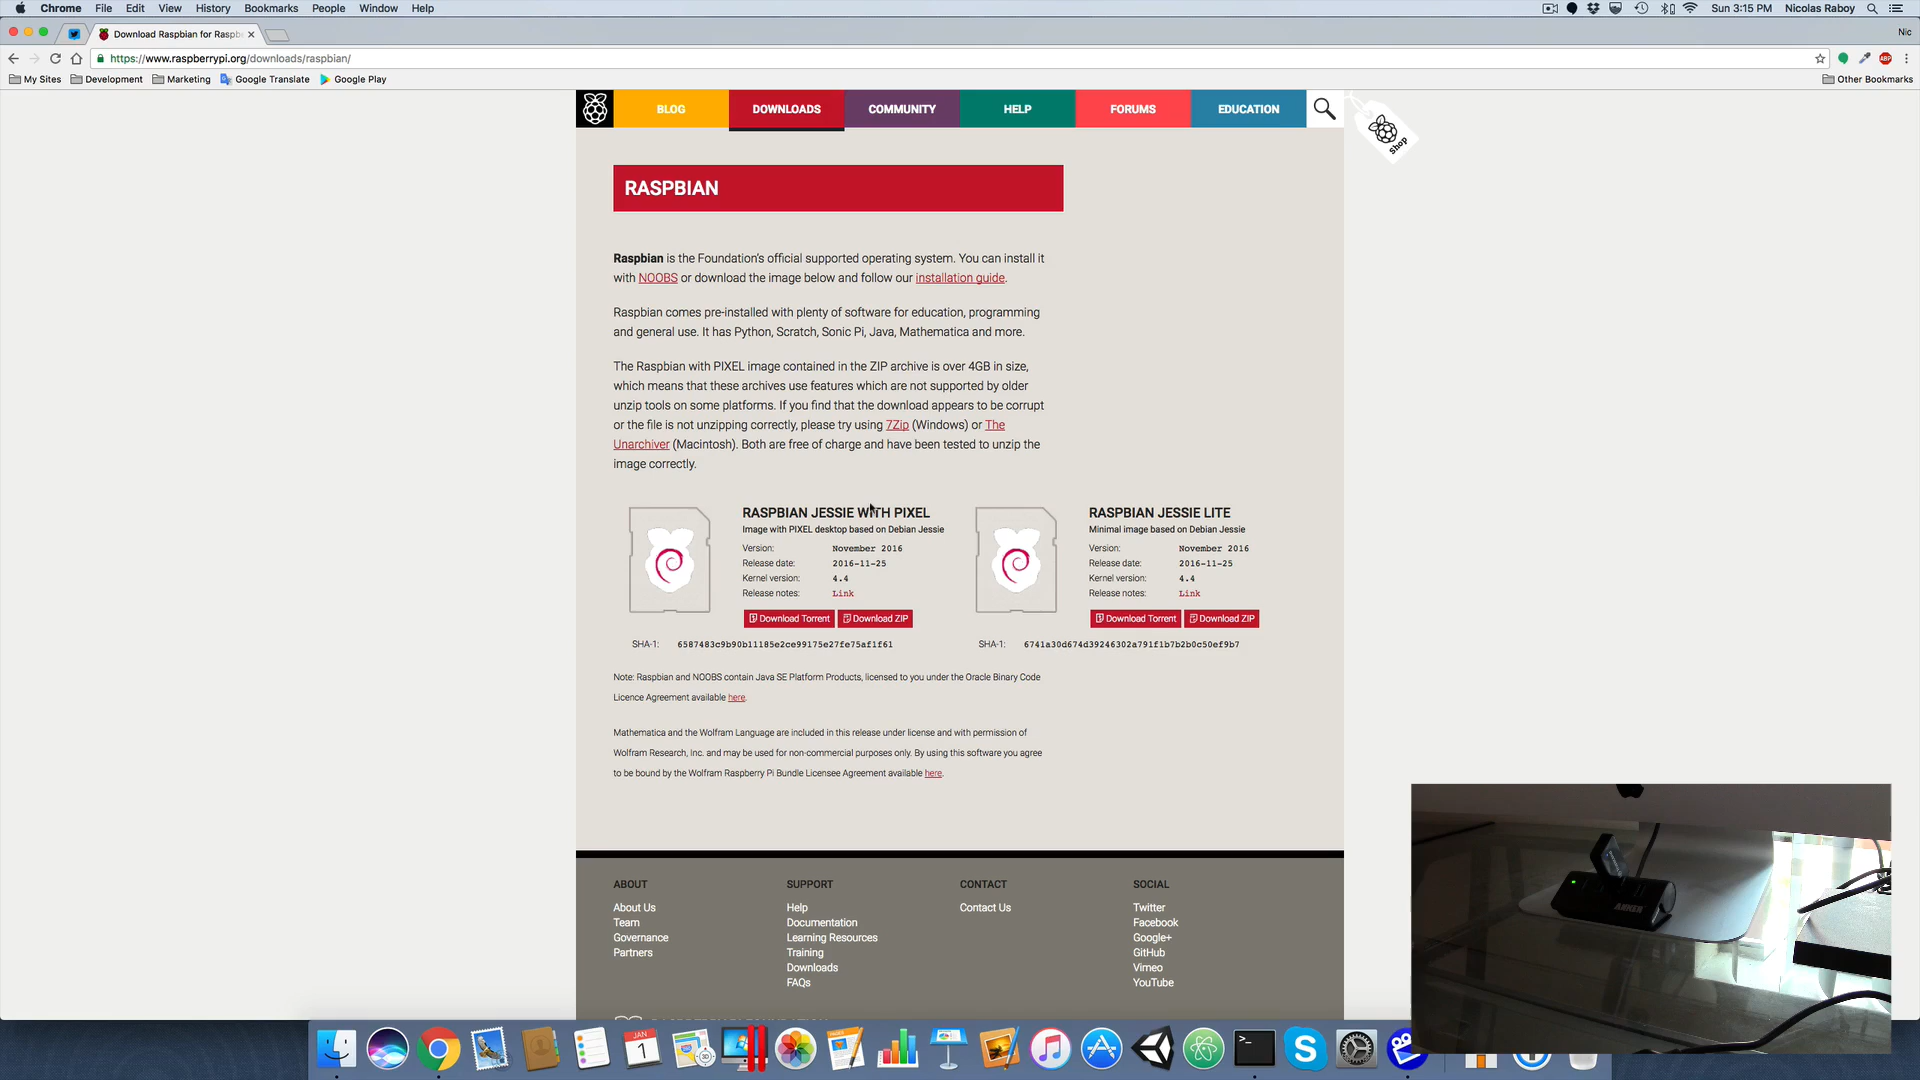 Chrome File Edit View History Bookmarks People Window Help Sun 3:15 PM Nicolas Raboy
Download Raspbian for Raspb Nic
https://www.raspberrypi.org/downloads/raspbian/ ABP
My Sites Development Marketing Google Translate Google Play Other Bookmarks
BLOG DOWNLOADS COMMUNITY HELP FORUMS EDUCATION
shop
RASPBIAN
Raspbian is the Foundation's official supported operating system. You can install it
with NOOBS or download the image below and follow our installation guide.
Raspbian comes pre-installed with plenty of software for education, programming
and general use. It has Python, Scratch, Sonic Pi, Java, Mathematica and more.
The Raspbian with PIXEL image contained in the ZIP archive is over 4GB in size,
which means that these archives use features which are not supported by older
unzip tools on some platforms. If you find that the download appears to be corrupt
or the file is not unzipping correctly, please try using 7Zip (Windows) or The
Unarchiver (Macintosh). Both are free of charge and have been tested to unzip the
image correctly.
RASPBIAN JESSIE WITH PIXEL
Image with PIXEL desktop based on Debian Jessie
Version: November 2016
Release date: 2016-11-25
Kernel version: 4.4
Release notes: Link
Download Torrent Download ZIP
SHA-1: 6587483c9b90b11185e2ce99175e27fe75af1f61
RASPBIAN JESSIE LITE
Minimal image based on Debian Jessie
Version: November 2016
Release date: 2016-11-25
Kernel version: 4.4
Release notes: Link
Download Torrent Download ZIP
SHA-1: 6741a30d674d39246302a791f1b7b2b0c50ef9b7
Note: Raspbian and NOOBS contain Java SE Platform Products, licensed to you under the Oracle Binary Code
Licence Agreement available here.
Mathematica and the Wolfram Language are included in this release under license and with permission of
Wolfram Research, Inc. and may be used for non-commercial purposes only. By using this software you agree
to be bound by the Wolfram Raspberry Pi Bundle Licensee Agreement available here.
ABOUT
About Us
Team
Governance
Partners
SUPPORT
Help
Documentation
Learning Resources
Training
Downloads
FAQs
CONTACT
Contact Us
SOCIAL
Twitter
Facebook
Google+
GitHub
Vimeo
YouTube
ANKER
JAN
1
3D